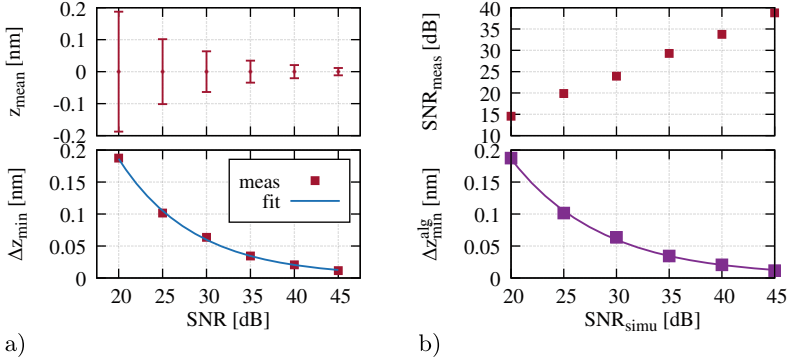 0.2
0.1
0
-0.1
-0.2
z_mean [nm]
0.2
0.15
0.1
0.05
0
Δz_min [nm]
meas
fit
20 25 30 35 40 45
SNR [dB]
a)
40
35
30
25
20
15
10
SNR_meas [dB]
0.2
0.15
0.1
0.05
0
Δz_min^alg [nm]
20 25 30 35 40 45
SNR_simu [dB]
b)